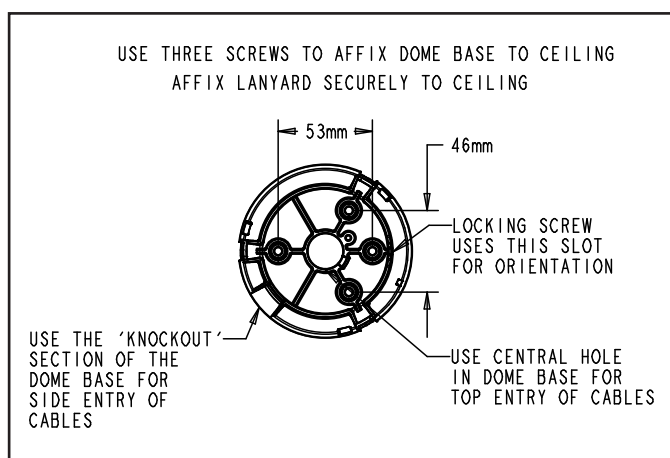 USE THREE SCREWS TO AFFIX DOME BASE TO CEILING
AFFIX LANYARD SECURELY TO CEILING
53mm
46mm
LOCKING SCREW
USES THIS SLOT
FOR ORIENTATION
USE THE 'KNOCKOUT'
SECTION OF THE
DOME BASE FOR
SIDE ENTRY OF
CABLES
USE CENTRAL HOLE
IN DOME BASE FOR
TOP ENTRY OF CABLES